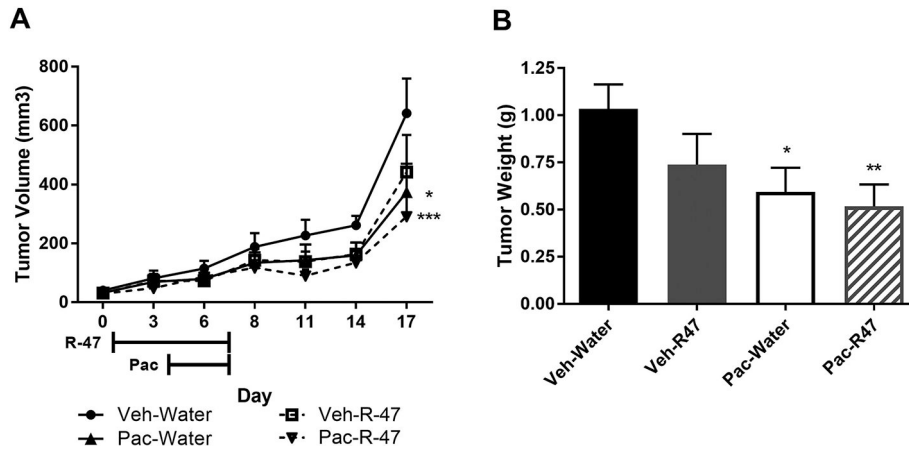 A
Tumor Volume (mm3)
800
600
400
200
0
*
***
0 3 6 8 11 14 17
R-47
Pac
Day
Veh-Water
Veh-R-47
Pac-Water
Pac-R-47
B
Tumor Weight (g)
1.25
1.00
0.75
0.50
0.25
0.00
*
**
Veh-Water
Veh-R47
Pac-Water
Pac-R47